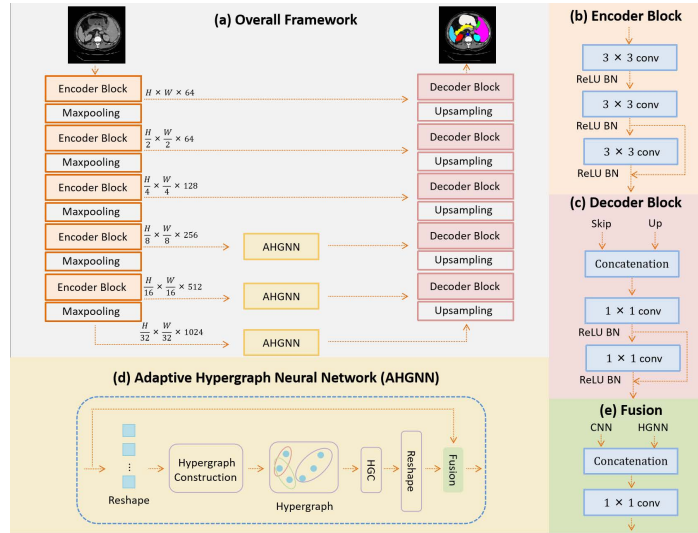 (a) Overall Framework
Encoder Block
H × W × 64
Decoder Block
Maxpooling
Upsampling
Encoder Block
H/2 × W/2 × 64
Decoder Block
Maxpooling
Upsampling
Encoder Block
H/4 × W/4 × 128
Decoder Block
Maxpooling
Upsampling
Encoder Block
H/8 × W/8 × 256
AHGNN
Decoder Block
Maxpooling
Upsampling
Encoder Block
H/16 × W/16 × 512
AHGNN
Decoder Block
Maxpooling
Upsampling
H/32 × W/32 × 1024
AHGNN
(b) Encoder Block
3 × 3 conv
ReLU BN
3 × 3 conv
ReLU BN
3 × 3 conv
ReLU BN
(c) Decoder Block
Skip
Up
Concatenation
1 × 1 conv
ReLU BN
1 × 1 conv
ReLU BN
(d) Adaptive Hypergraph Neural Network (AHGNN)
...
Reshape
Hypergraph
Construction
Hypergraph
HGC
Reshape
Fusion
(e) Fusion
CNN
HGNN
Concatenation
1 × 1 conv